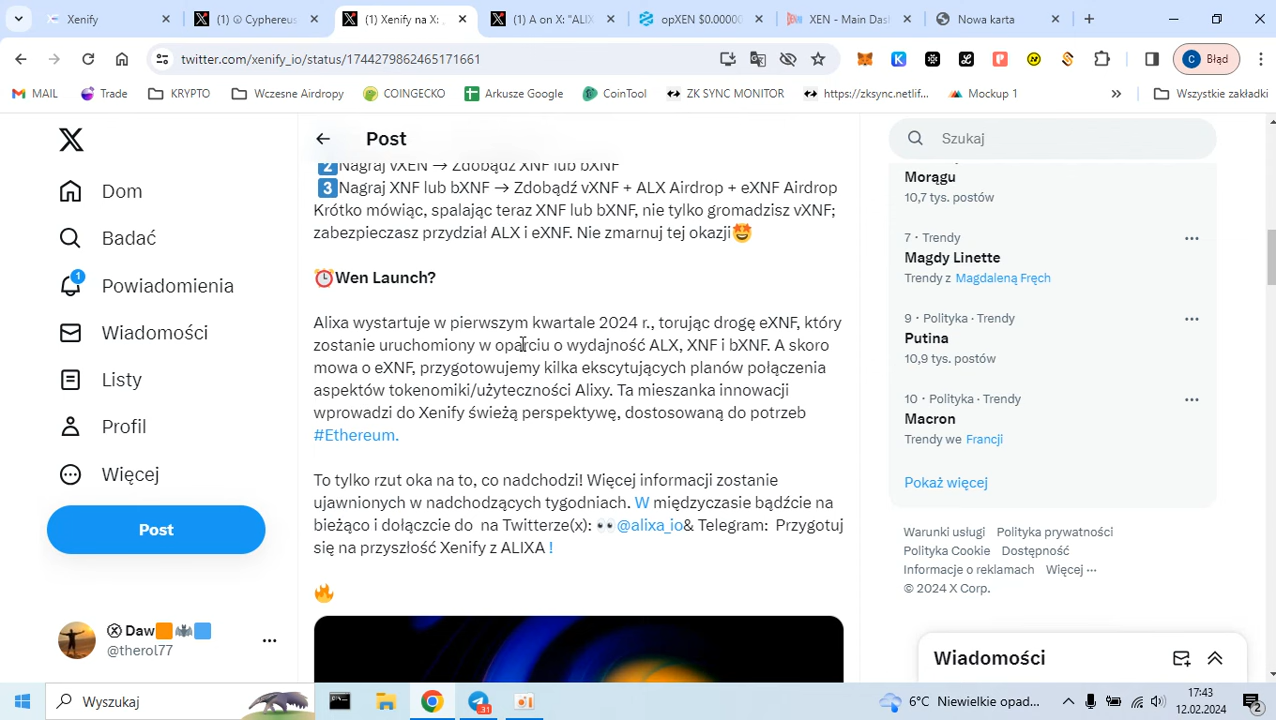 Xenify
(1) Cyphereus
(1) Xenify na X:
(1) A on X: "ALIX
opXEN $0.0000
XEN - Main Das
Nowa karta
twitter.com/xenify_io/status/1744279862465171661
Błąd
MAIL
Trade
KRYPTO
Wczesne Airdropy
COINGECKO
Arkusze Google
CoinTool
ZK SYNC MONITOR
https://zksync.netlif...
Mockup 1
Wszystkie zakładki
Dom
Badać
1
Powiadomienia
Wiadomości
Listy
Profil
Więcej
Post
Daw
@therol77
Post
2 Nagraj vXEN → Zdobądź XNF lub bXNF
3 Nagraj XNF lub bXNF → Zdobądź vXNF + ALX Airdrop + eXNF Airdrop
Krótko mówiąc, spalając teraz XNF lub bXNF, nie tylko gromadzisz vXNF;
zabezpieczasz przydział ALX i eXNF. Nie zmarnuj tej okazji🤩
⏰Wen Launch?
Alixa wystartuje w pierwszym kwartale 2024 r., torując drogę eXNF, który
zostanie uruchomiony w oparciu o wydajność ALX, XNF i bXNF. A skoro
mowa o eXNF, przygotowujemy kilka ekscytujących planów połączenia
aspektów tokenomiki/użyteczności Alixy. Ta mieszanka innowacji
wprowadzi do Xenify świeżą perspektywę, dostosowaną do potrzeb
#Ethereum.
To tylko rzut oka na to, co nadchodzi! Więcej informacji zostanie
ujawnionych w nadchodzących tygodniach. W międzyczasie bądźcie na
bieżąco i dołączcie do  na Twitterze(x): 👀@alixa_io& Telegram:  Przygotuj
się na przyszłość Xenify z ALIXA !
🔥
Szukaj
Morągu
10,7 tys. postów
7 · Trendy
Magdy Linette
Trendy z Magdaleną Fręch
9 · Polityka · Trendy
Putina
10,9 tys. postów
10 · Polityka · Trendy
Macron
Trendy we Francji
Pokaż więcej
Warunki usługi Polityka prywatności
Polityka Cookie Dostępność
Informacje o reklamach Więcej ···
© 2024 X Corp.
Wiadomości
Wyszukaj
31
6°C Niewielkie opad...
17:43
12.02.2024
2